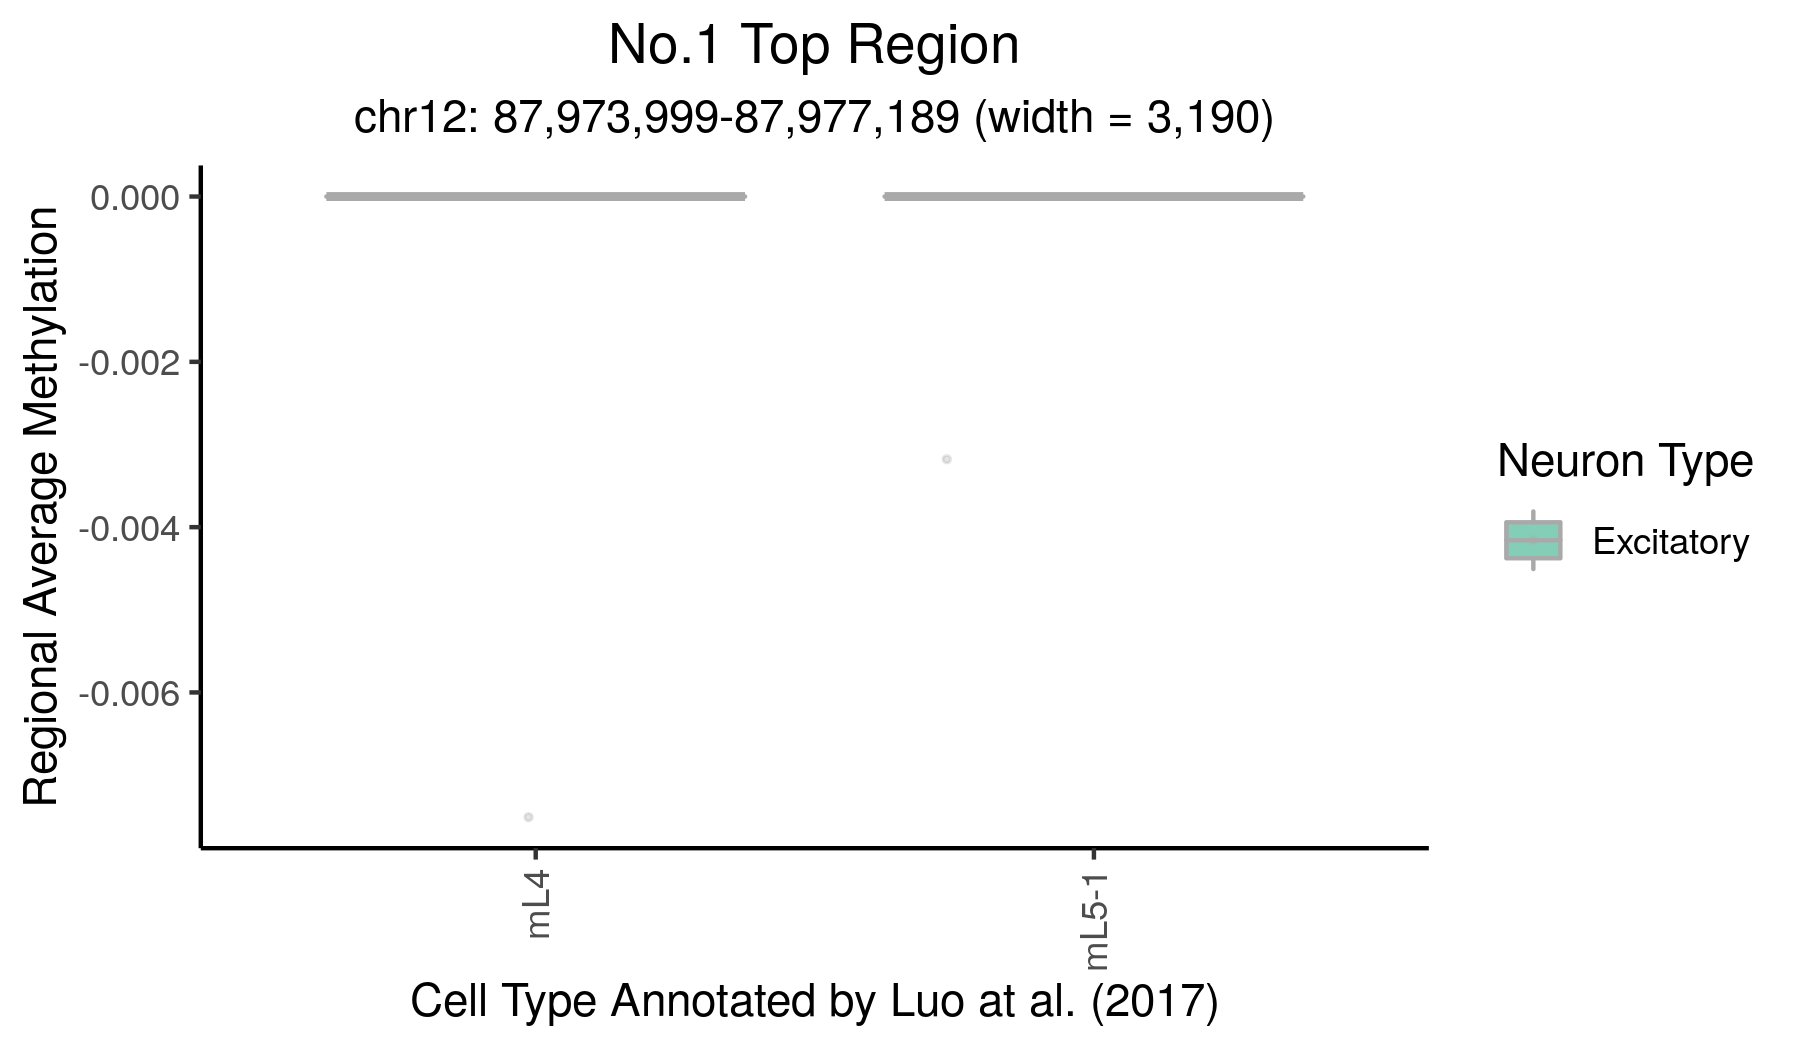 No.1 Top Region
chr12: 87,973,999-87,977,189 (width = 3,190)
Regional Average Methylation
0.000
-0.002
-0.004
-0.006
mL4
mL5-1
Cell Type Annotated by Luo at al. (2017)
Neuron Type
Excitatory